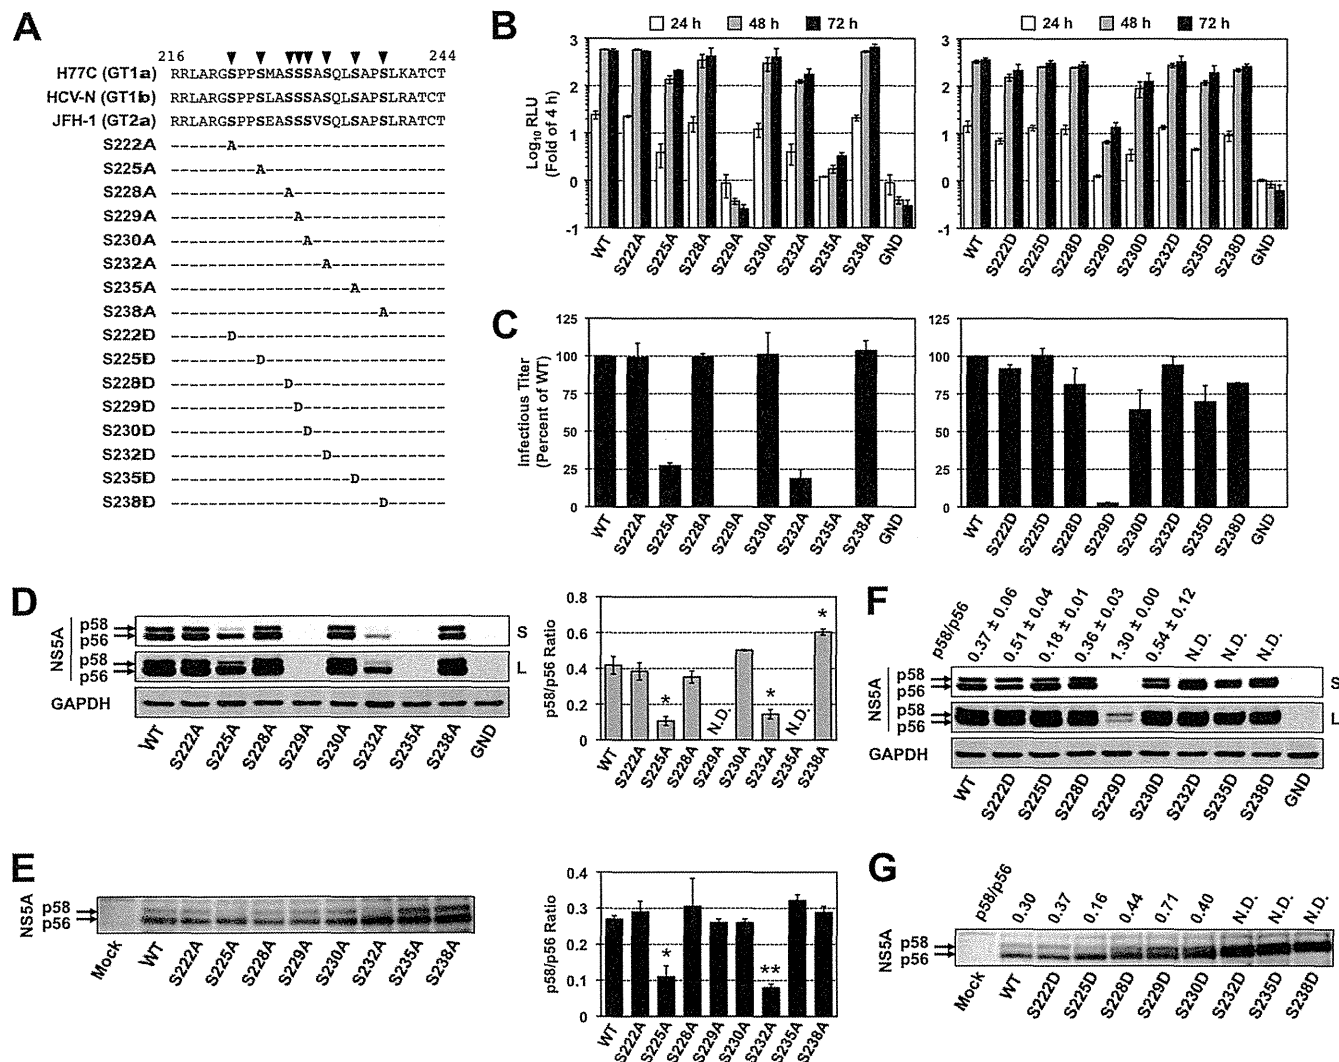 A
216 244
H77C (GT1a) RRLARGSPPSMASSSASQLSAPSLKATCT
HCV-N (GT1b) RRLARGSPPSLASSSASQLSAPSLRATCT
JFH-1 (GT2a) RRLARGSPPSEASSSVSQLSAPSLRATCT
S222A ------A----------------------
S225A ---------A-------------------
S228A ------------A----------------
S229A -------------A---------------
S230A --------------A--------------
S232A ----------------A------------
S235A -------------------A---------
S238A ----------------------A------
S222D ------D----------------------
S225D ---------D-------------------
S228D ------------D----------------
S229D -------------D---------------
S230D --------------D--------------
S232D ----------------D------------
S235D -------------------D---------
S238D ----------------------D------
B
24 h 48 h 72 h
Log10 RLU
(Fold of 4 h)
3
2
1
0
-1
WT S222A S225A S228A S229A S230A S232A S235A S238A GND
24 h 48 h 72 h
3
2
1
0
-1
WT S222D S225D S228D S229D S230D S232D S235D S238D GND
C
Infectious Titer
(Percent of WT)
125
100
75
50
25
0
WT S222A S225A S228A S229A S230A S232A S235A S238A GND
125
100
75
50
25
0
WT S222D S225D S228D S229D S230D S232D S235D S238D GND
D
NS5A
p58
p56
S
p58
p56
L
GAPDH
WT S222A S225A S228A S229A S230A S232A S235A S238A GND
p58/p56 Ratio
0.8
0.6
0.4
0.2
0
* N.D. * N.D. *
WT S222A S225A S228A S229A S230A S232A S235A S238A
E
NS5A
p58
p56
Mock WT S222A S225A S228A S229A S230A S232A S235A S238A
p58/p56 Ratio
0.4
0.3
0.2
0.1
0
* **
WT S222A S225A S228A S229A S230A S232A S235A S238A
F
p58/p56 0.37 ± 0.06 0.51 ± 0.04 0.18 ± 0.01 0.36 ± 0.03 1.30 ± 0.00 0.54 ± 0.12 N.D. N.D. N.D.
NS5A
p58
p56
S
p58
p56
L
GAPDH
WT S222D S225D S228D S229D S230D S232D S235D S238D GND
G
p58/p56 0.30 0.37 0.16 0.44 0.71 0.40 N.D. N.D. N.D.
NS5A
p58
p56
Mock WT S222D S225D S228D S229D S230D S232D S235D S238D